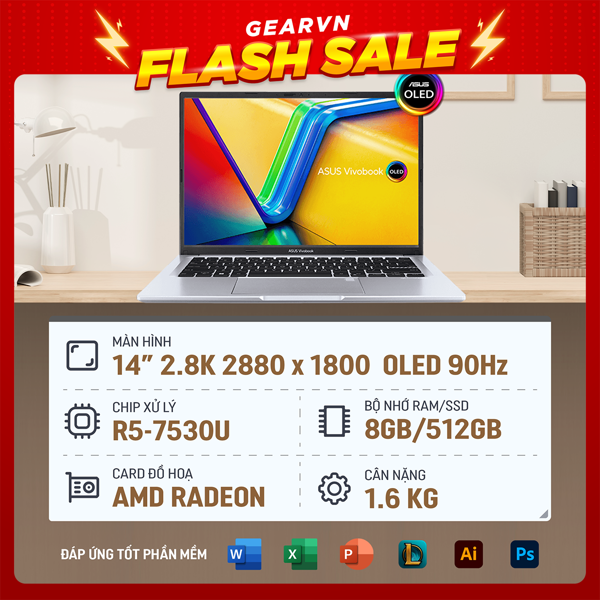 GEARVN
FLASH SALE
ASUS
OLED
ASUS Vivobook OLED
ASUS Vivobook
MÀN HÌNH
14” 2.8K 2880 x 1800 OLED 90Hz
CHIP XỬ LÝ
R5-7530U
BỘ NHỚ RAM/SSD
8GB/512GB
CARD ĐỒ HOẠ
AMD RADEON
CÂN NẶNG
1.6 KG
ĐÁP ỨNG TỐT PHẦN MỀM
W X P L Ai Ps